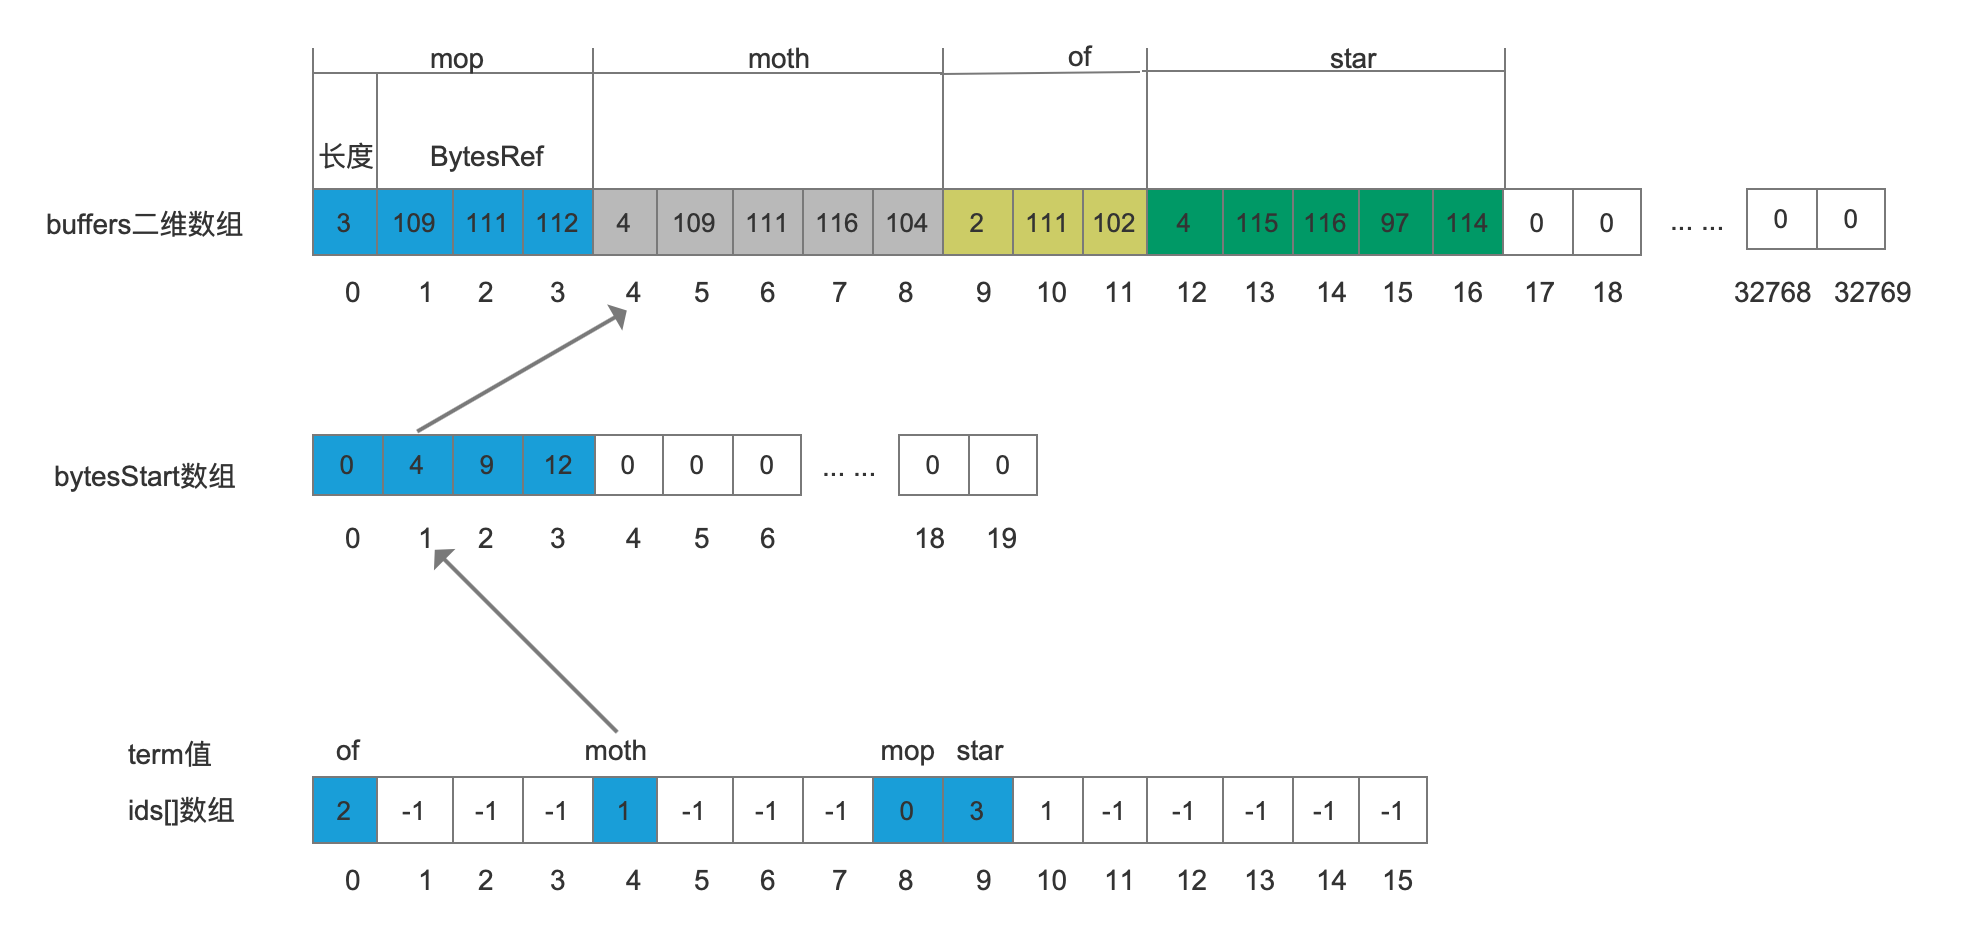 mop moth of star
长度 BytesRef
buffers二维数组 3 109 111 112 4 109 111 116 104 2 111 102 4 115 116 97 114 0 0 ... ... 0 0
0 1 2 3 4 5 6 7 8 9 10 11 12 13 14 15 16 17 18 32768 32769
bytesStart数组 0 4 9 12 0 0 0 ... ... 0 0
0 1 2 3 4 5 6 18 19
term值 of moth mop star
ids[]数组 2 -1 -1 -1 1 -1 -1 -1 0 3 1 -1 -1 -1 -1 -1
0 1 2 3 4 5 6 7 8 9 10 11 12 13 14 15